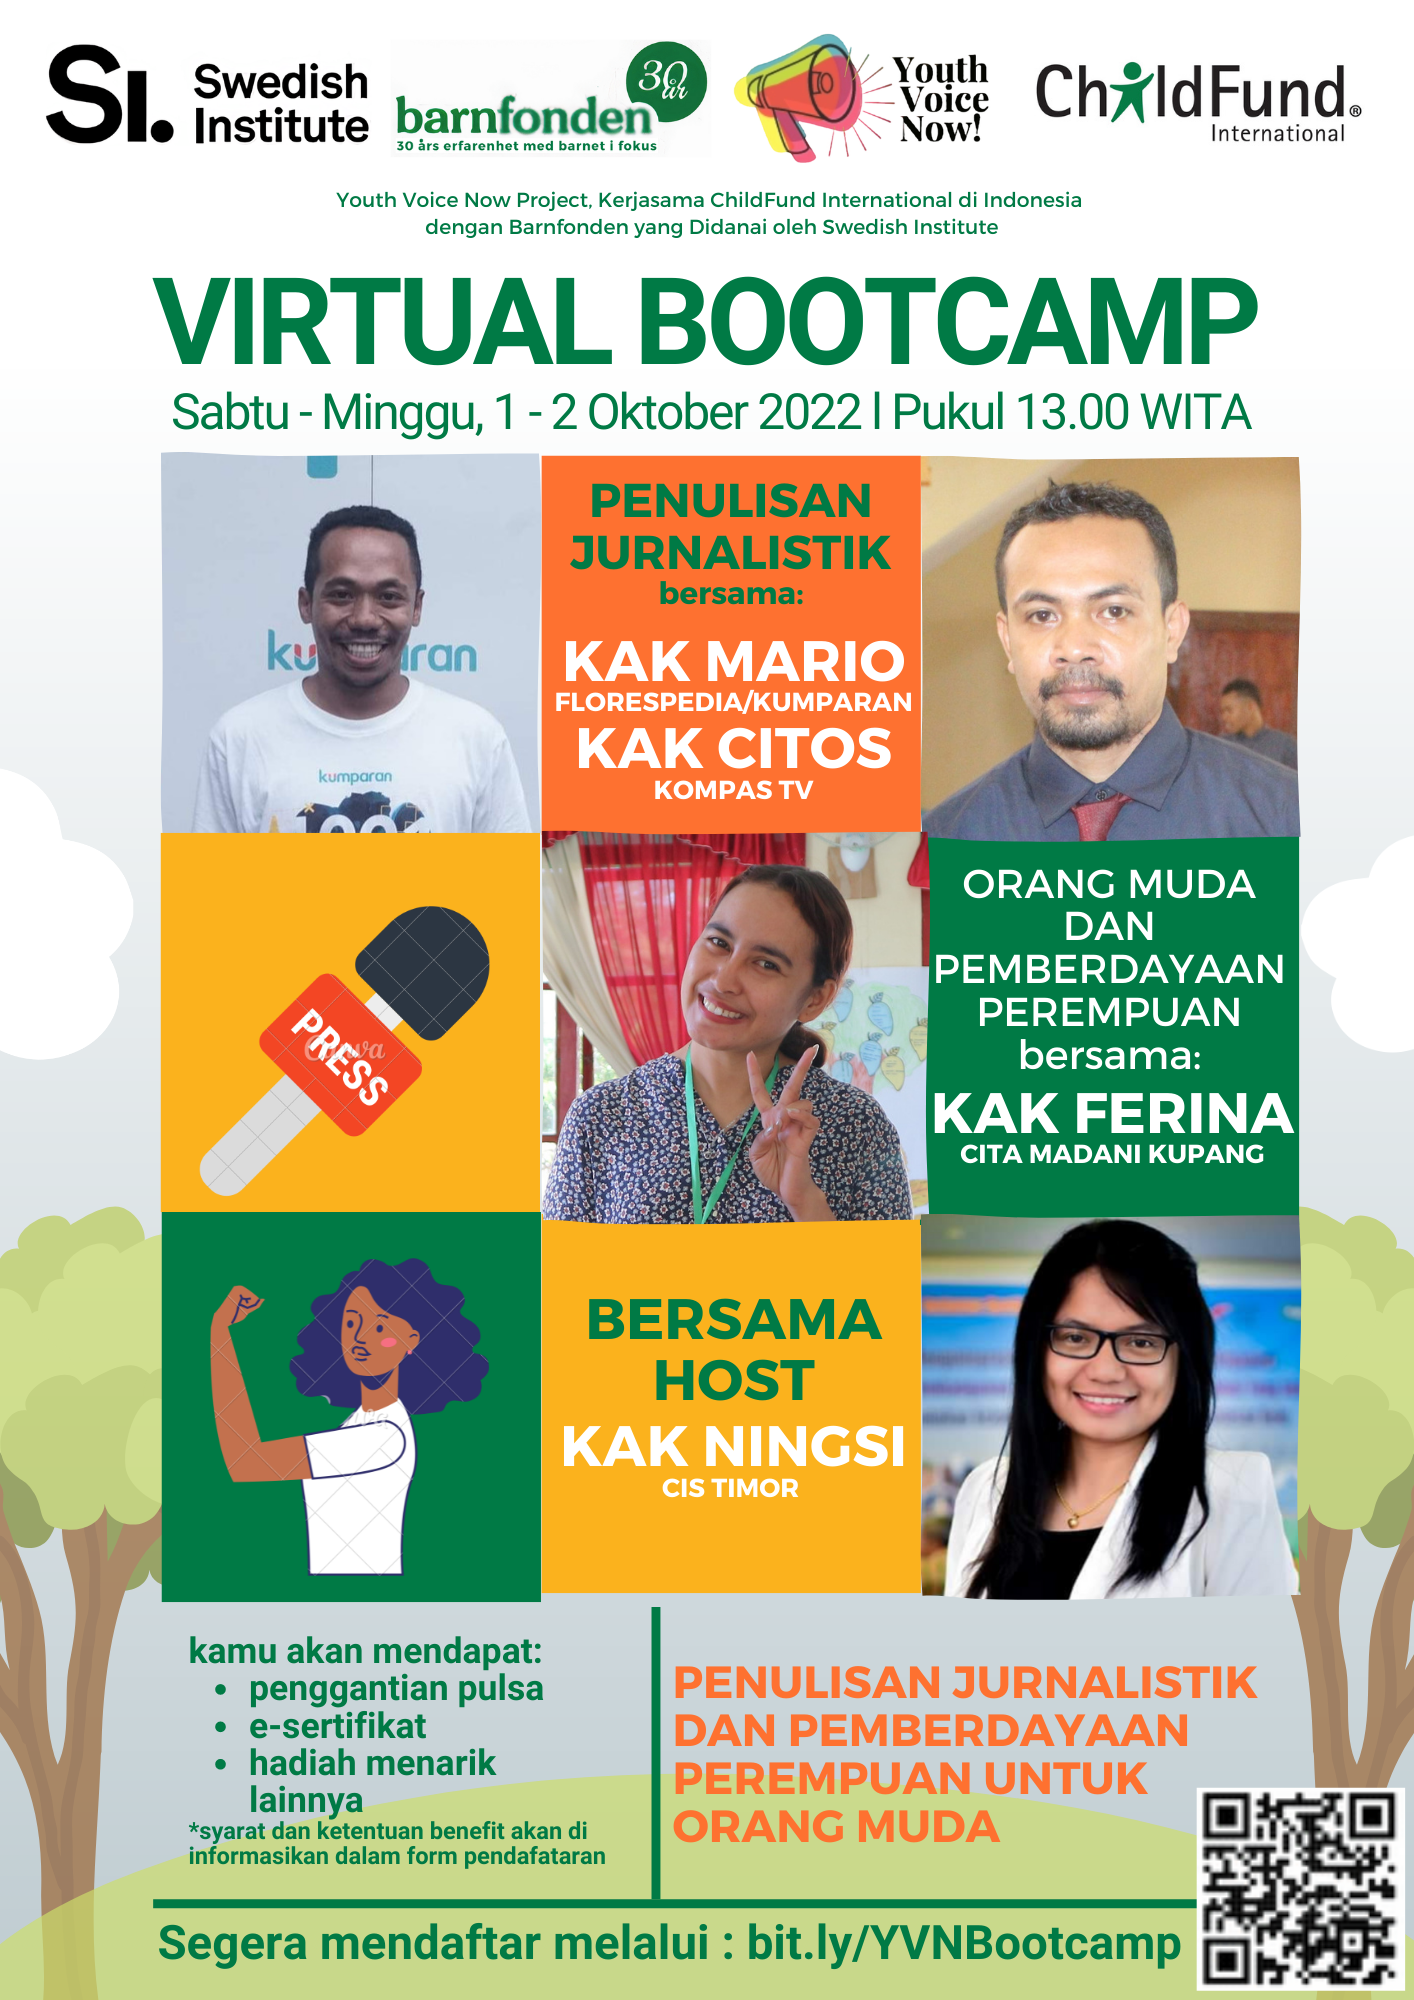 SI. Swedish Institute
barnfonden
30 år
30 års erfarenhet med barnet i fokus
Youth
Voice
Now!
ChildFund®
International
Youth Voice Now Project, Kerjasama ChildFund International di Indonesia
dengan Barnfonden yang Didanai oleh Swedish Institute
VIRTUAL BOOTCAMP
Sabtu - Minggu, 1 - 2 Oktober 2022 l Pukul 13.00 WITA
kumparan
kumparan
100
PENULISAN
JURNALISTIK
bersama:
KAK MARIO
FLORESPEDIA/KUMPARAN
KAK CITOS
KOMPAS TV
PRESS
ORANG MUDA
DAN
PEMBERDAYAAN
PEREMPUAN
bersama:
KAK FERINA
CITA MADANI KUPANG
BERSAMA
HOST
KAK NINGSI
CIS TIMOR
kamu akan mendapat:
• penggantian pulsa
• e-sertifikat
• hadiah menarik
lainnya
*syarat dan ketentuan benefit akan di
informasikan dalam form pendafataran
PENULISAN JURNALISTIK
DAN PEMBERDAYAAN
PEREMPUAN UNTUK
ORANG MUDA
Segera mendaftar melalui : bit.ly/YVNBootcamp